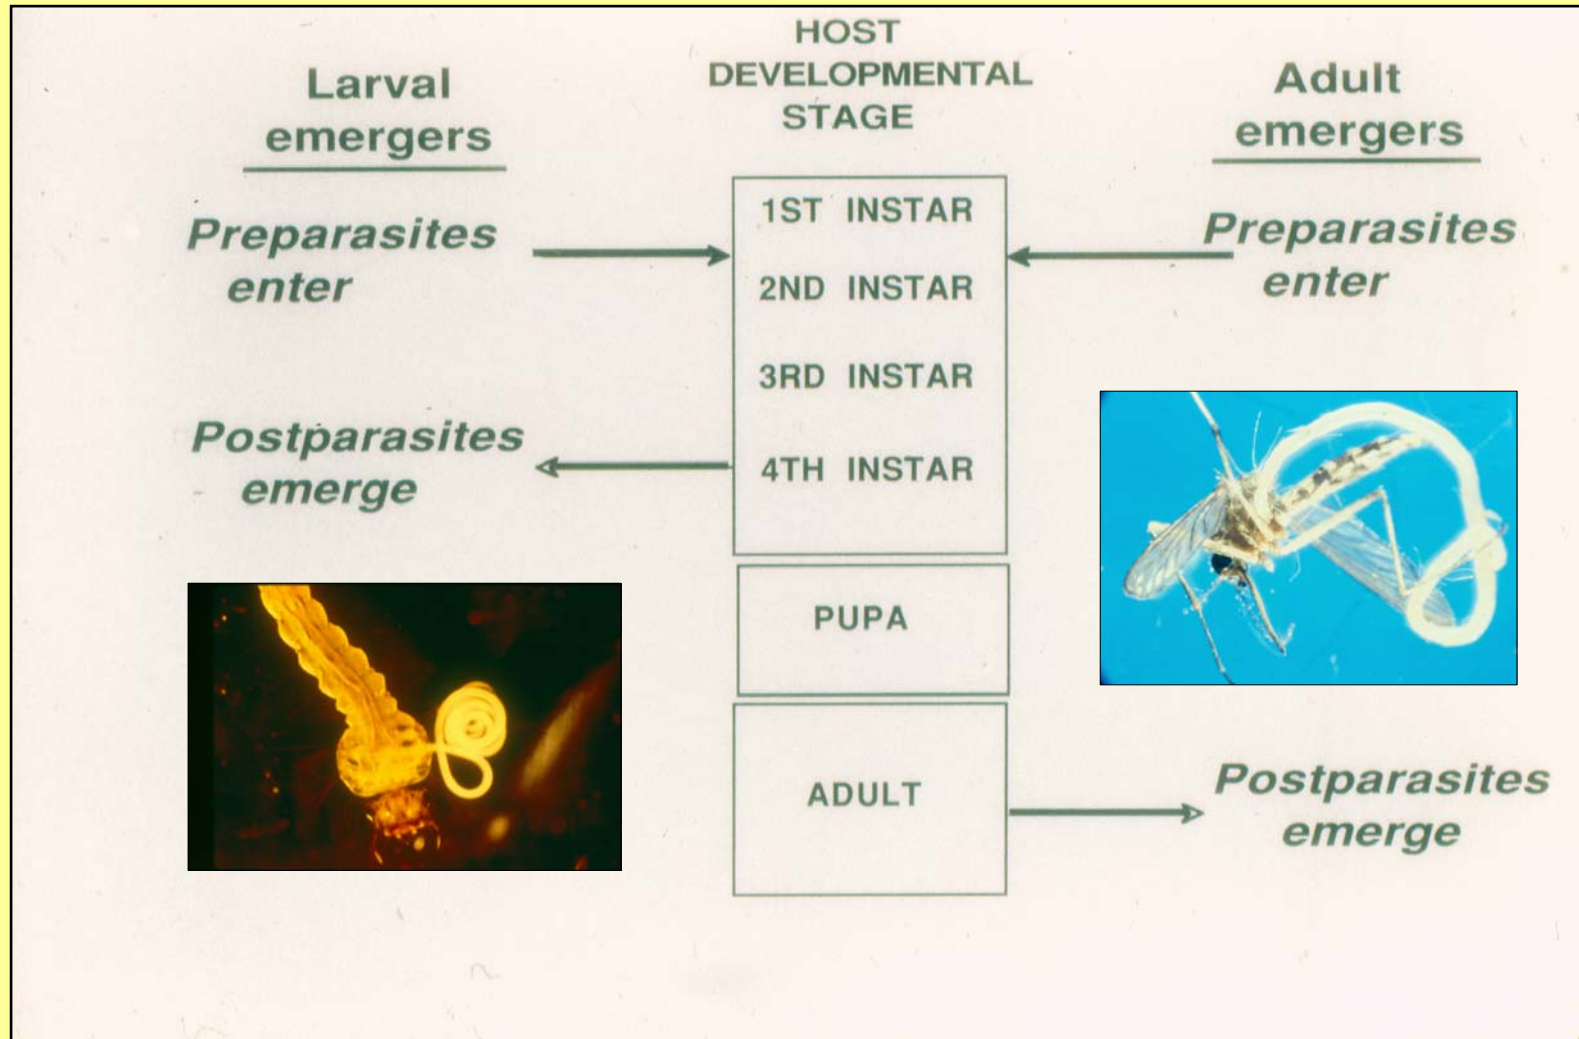 HOST
DEVELOPMENTAL
STAGE
Larval
emergers
Adult
emergers
1ST INSTAR
2ND INSTAR
3RD INSTAR
4TH INSTAR
PUPA
ADULT
Preparasites
enter
Postparasites
emerge
Preparasites
enter
Postparasites
emerge